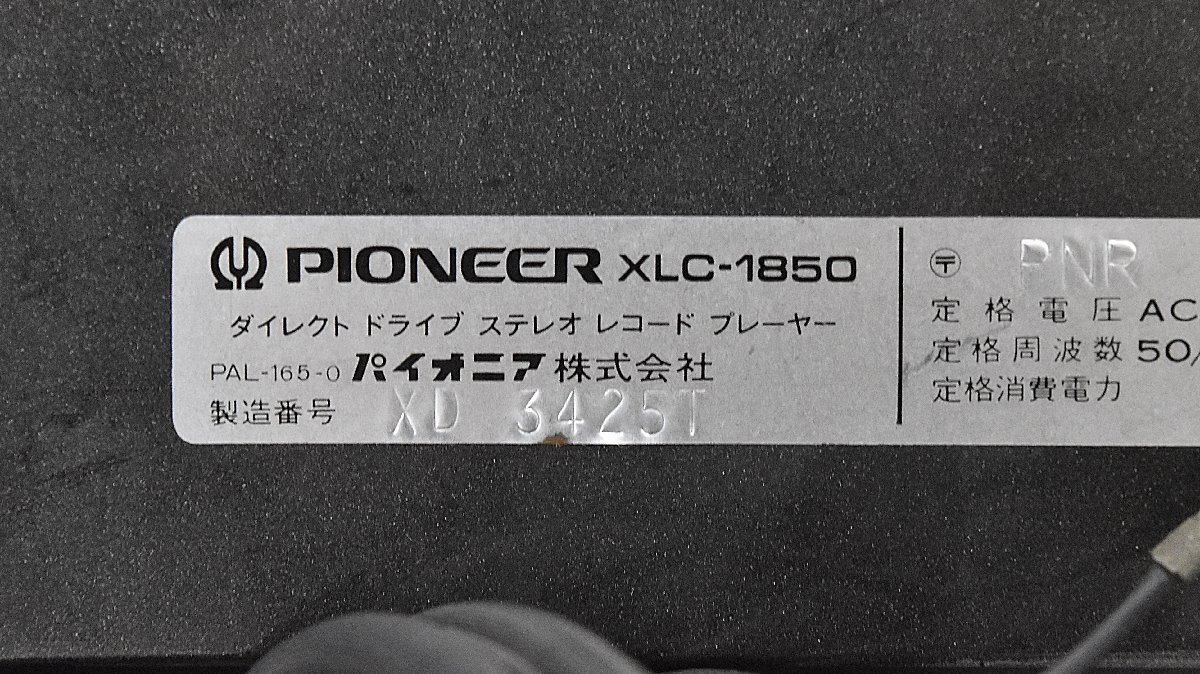 PIONEER XLC-1850
ダイレクト ドライブ ステレオ レコード プレーヤー
PAL-165-0 パイオニア株式会社
製造番号 XD 3425T
〒 PNR
定格電圧 AC
定格周波数 50/
定格消費電力